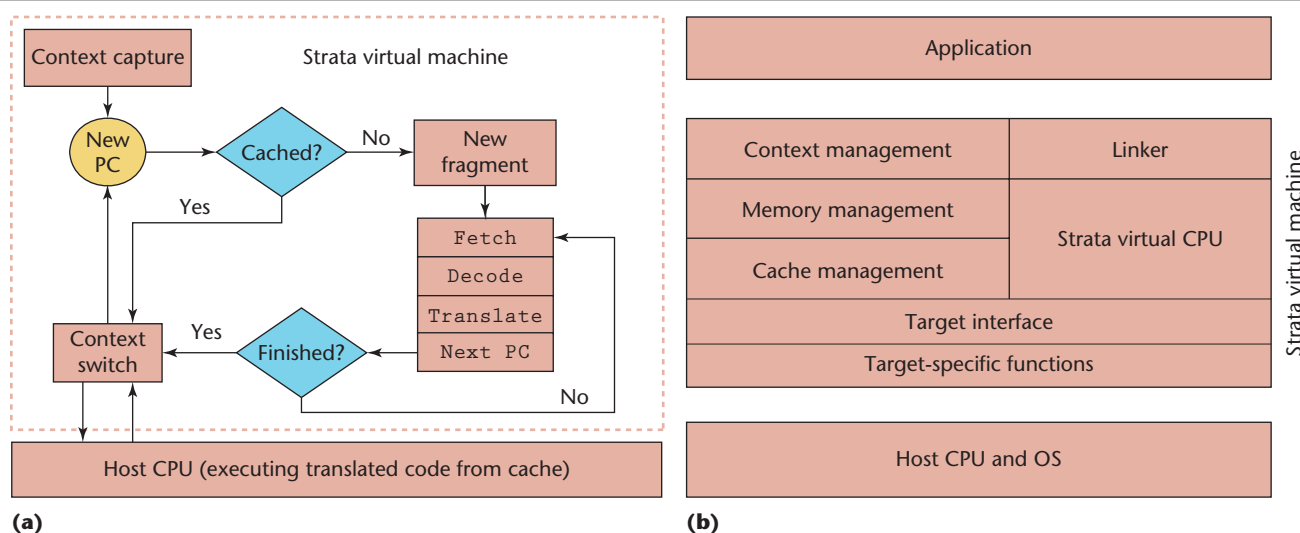 Context capture
Strata virtual machine
New
PC
Cached?
No
New
fragment
Yes
Fetch
Decode
Translate
Next PC
Context
switch
Yes
Finished?
No
Host CPU (executing translated code from cache)
(a)
Application
Context management
Linker
Memory management
Strata virtual CPU
Cache management
Target interface
Target-specific functions
Strata virtual machine
Host CPU and OS
(b)